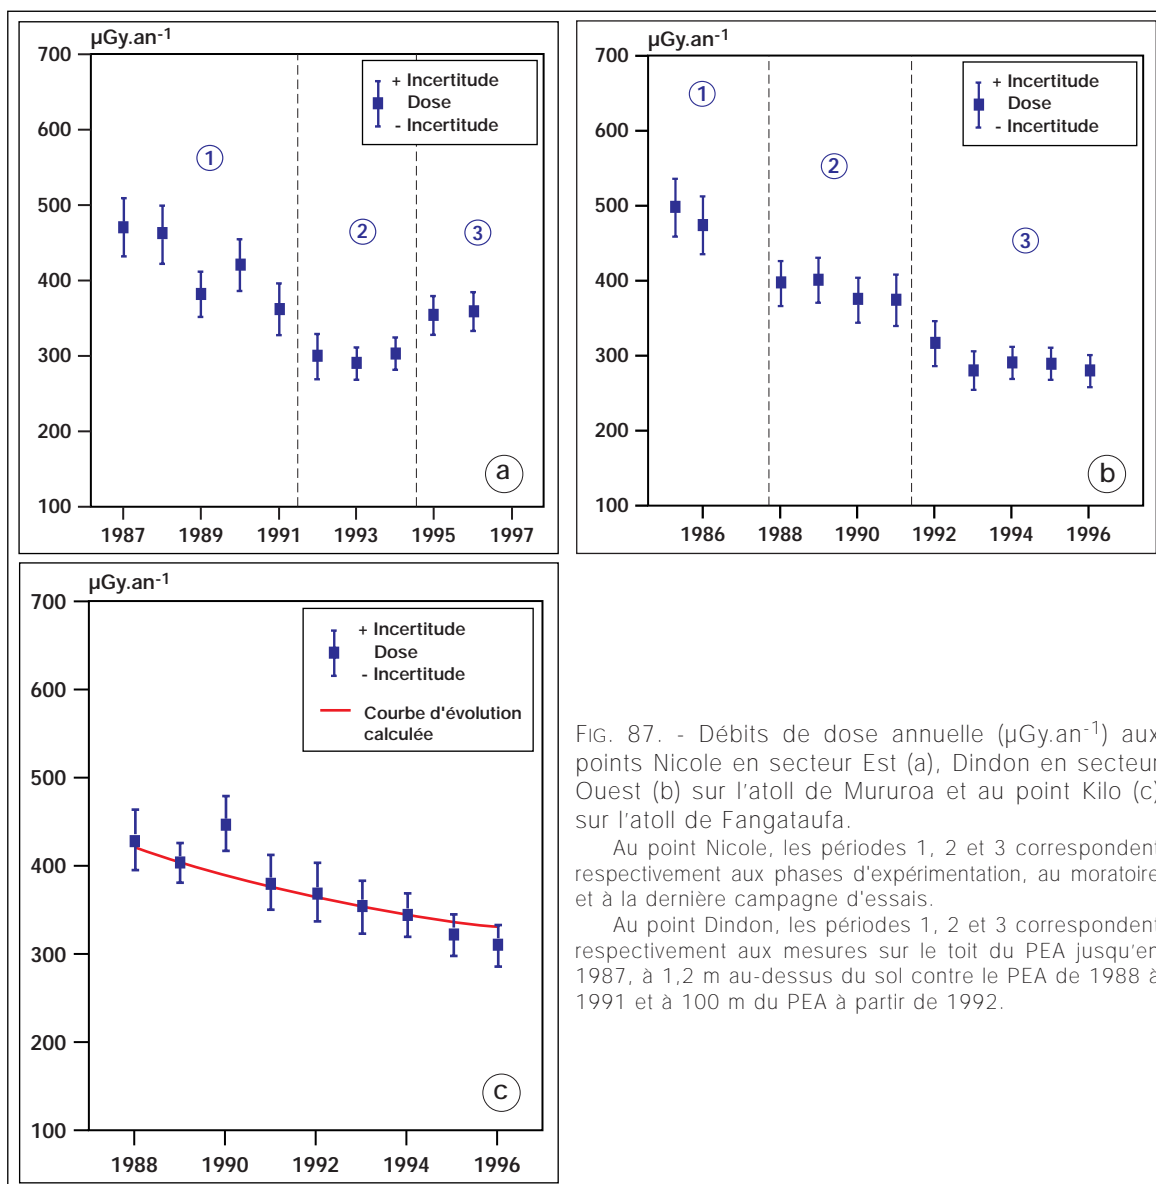 µGy.an-1
700
600
500
400
300
200
100
1987 1989 1991 1993 1995 1997
+ Incertitude
Dose
- Incertitude
1
2
3
a
µGy.an-1
700
600
500
400
300
200
100
1986 1988 1990 1992 1994 1996
+ Incertitude
Dose
- Incertitude
1
2
3
b
µGy.an-1
700
600
500
400
300
200
100
1988 1990 1992 1994 1996
+ Incertitude
Dose
- Incertitude
Courbe d'évolution
calculée
c
FIG. 87. - Débits de dose annuelle (µGy.an-1) aux
points Nicole en secteur Est (a), Dindon en secteur
Ouest (b) sur l'atoll de Mururoa et au point Kilo (c)
sur l'atoll de Fangataufa.
Au point Nicole, les périodes 1, 2 et 3 correspondent
respectivement aux phases d'expérimentation, au moratoire
et à la dernière campagne d'essais.
Au point Dindon, les périodes 1, 2 et 3 correspondent
respectivement aux mesures sur le toit du PEA jusqu'en
1987, à 1,2 m au-dessus du sol contre le PEA de 1988 à
1991 et à 100 m du PEA à partir de 1992.